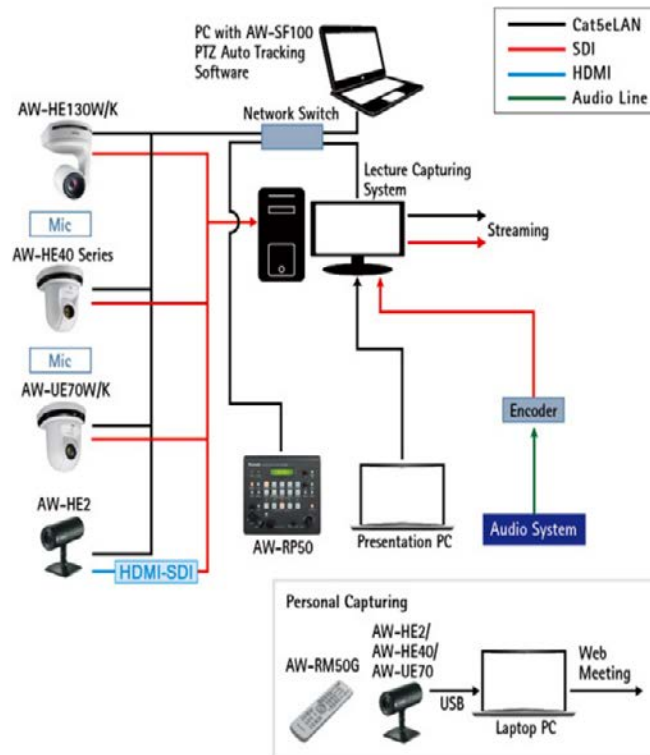 PC with AW-SF100
PTZ Auto Tracking
Software
Cat5eLAN
SDI
HDMI
Audio Line
AW-HE130W/K
Network Switch
Lecture Capturing
System
Mic
Streaming
AW-HE40 Series
Mic
AW-UE70W/K
Encoder
AW-HE2
HDMI-SDI
AW-RP50
Presentation PC
Audio System
Personal Capturing
AW-RM50G
AW-HE2/
AW-HE40/
AW-UE70
USB
Laptop PC
Web
Meeting